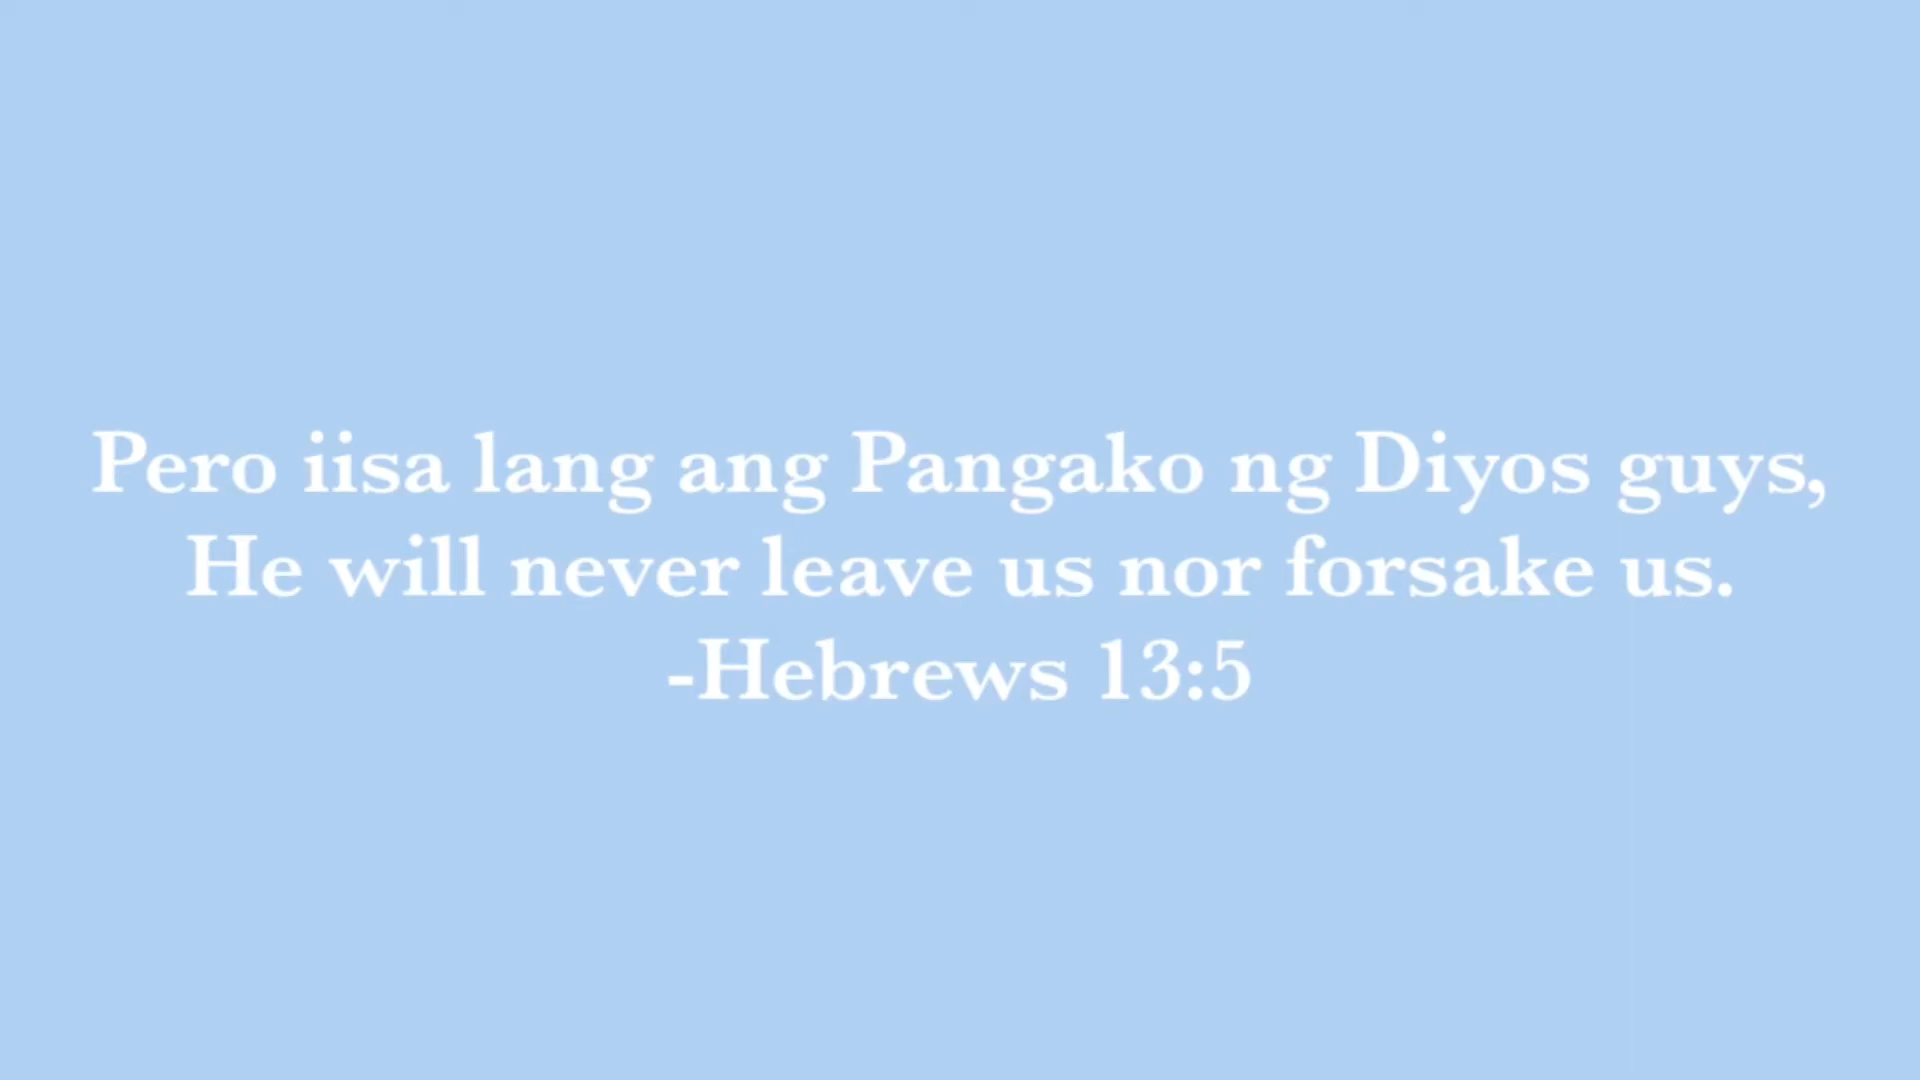 Pero iisa lang ang Pangako ng Diyos guys,
He will never leave us nor forsake us.
-Hebrews 13:5